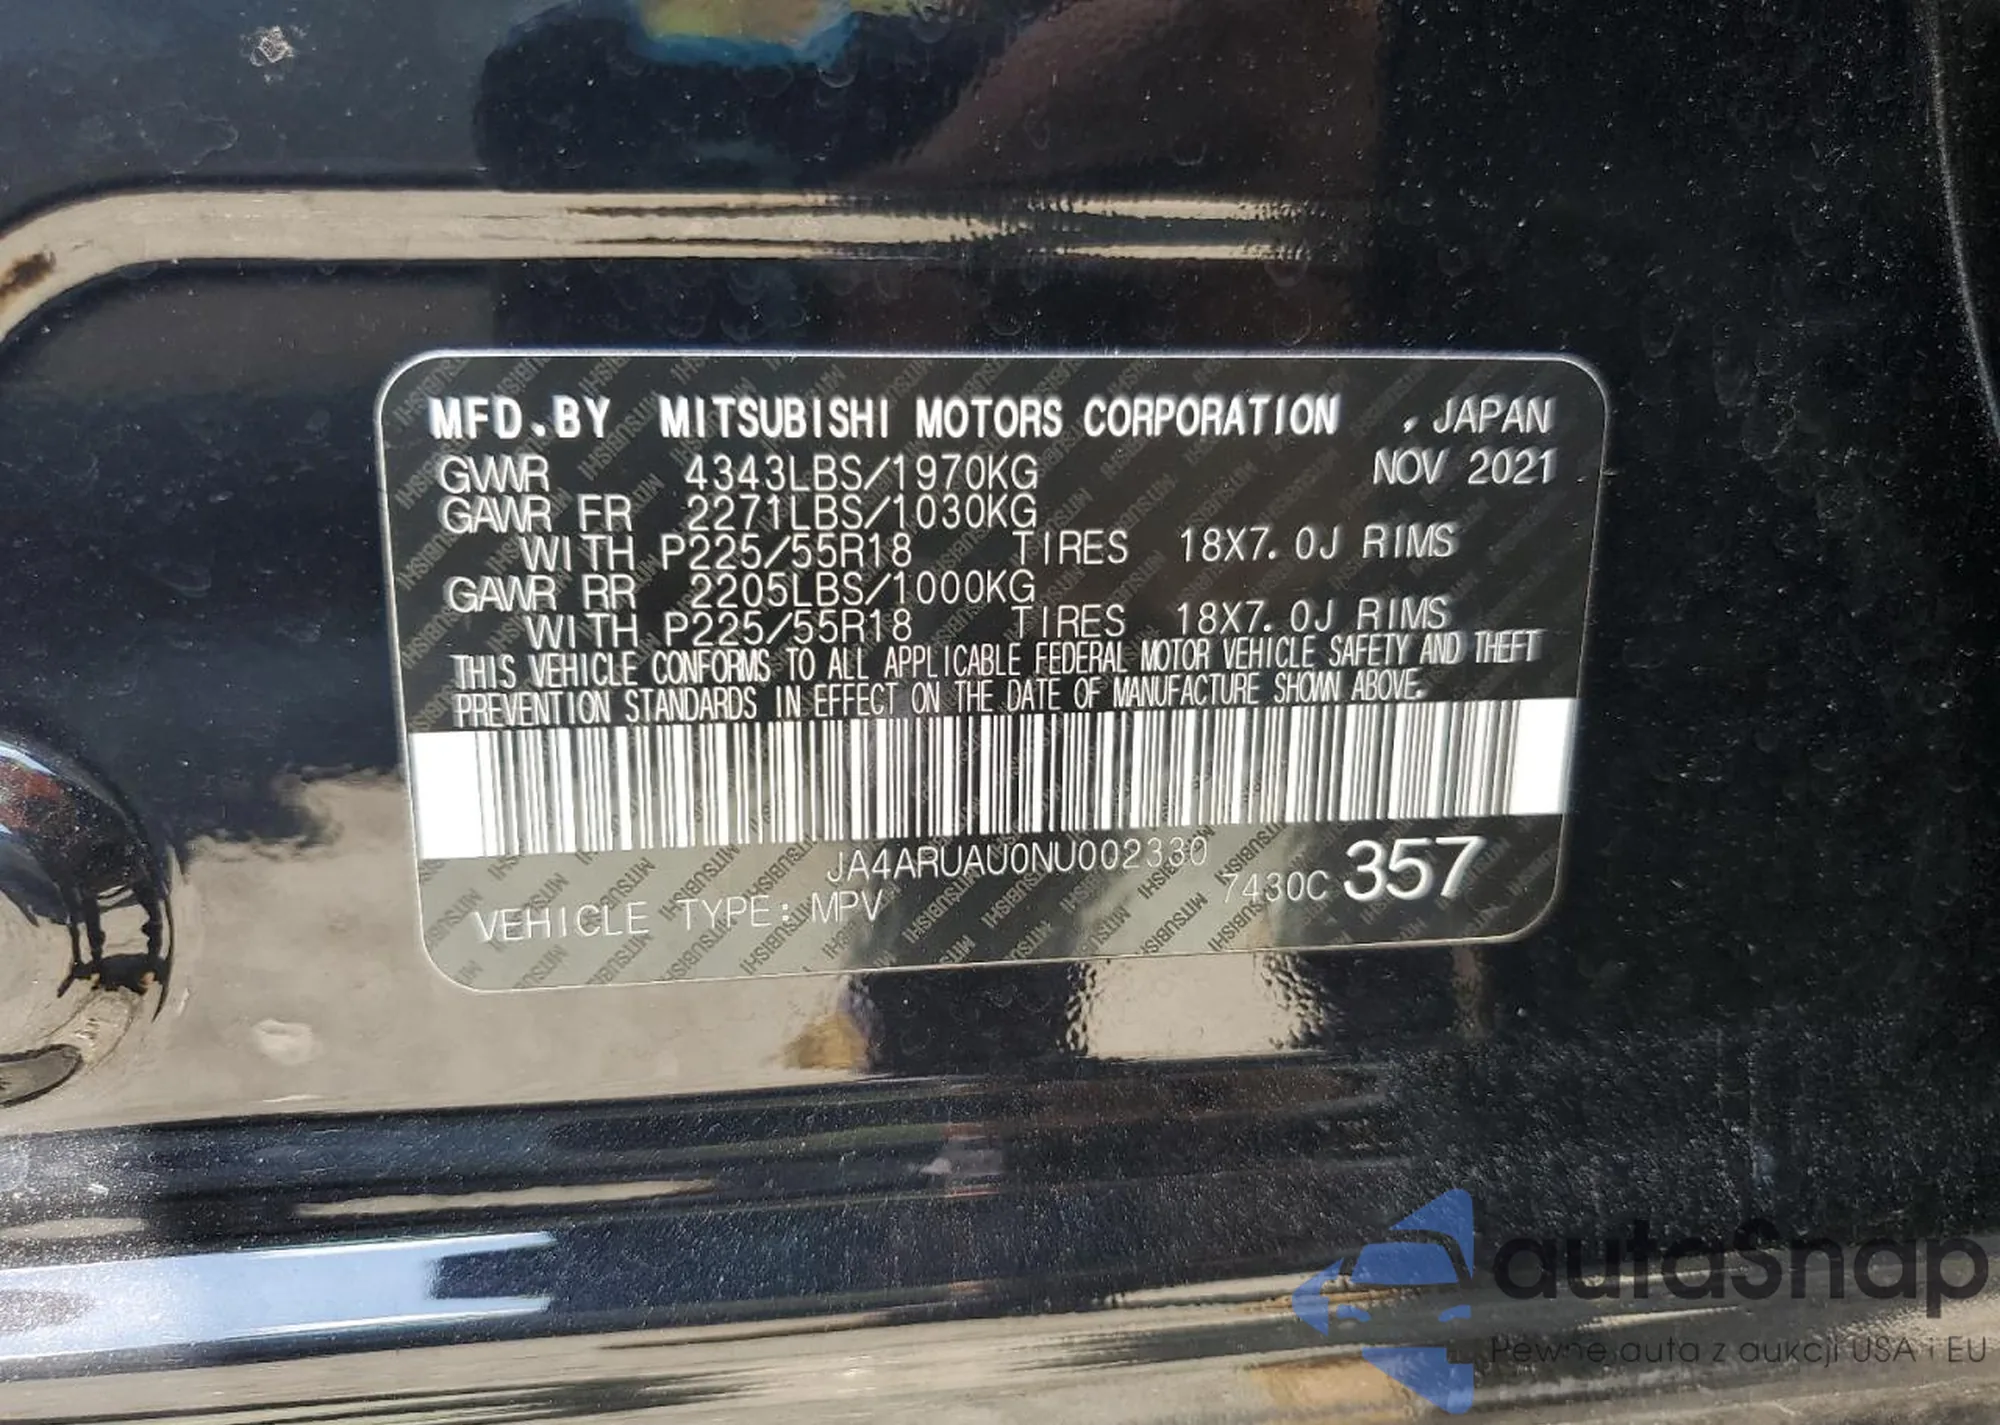 MFD.BY MITSUBISHI MOTORS CORPORATION , JAPAN
GVWR 4343LBS/1970KG NOV 2021
GAWR FR 2271LBS/1030KG
WITH P225/55R18 TIRES 18X7.0J RIMS
GAWR RR 2205LBS/1000KG
WITH P225/55R18 TIRES 18X7.0J RIMS
THIS VEHICLE CONFORMS TO ALL APPLICABLE FEDERAL MOTOR VEHICLE SAFETY AND THEFT
PREVENTION STANDARDS IN EFFECT ON THE DATE OF MANUFACTURE SHOWN ABOVE.
JA4ARUAU0NU002330
VEHICLE TYPE: MPV 7430C 357
autaSnap
Pewne auta z aukcji USA i EU